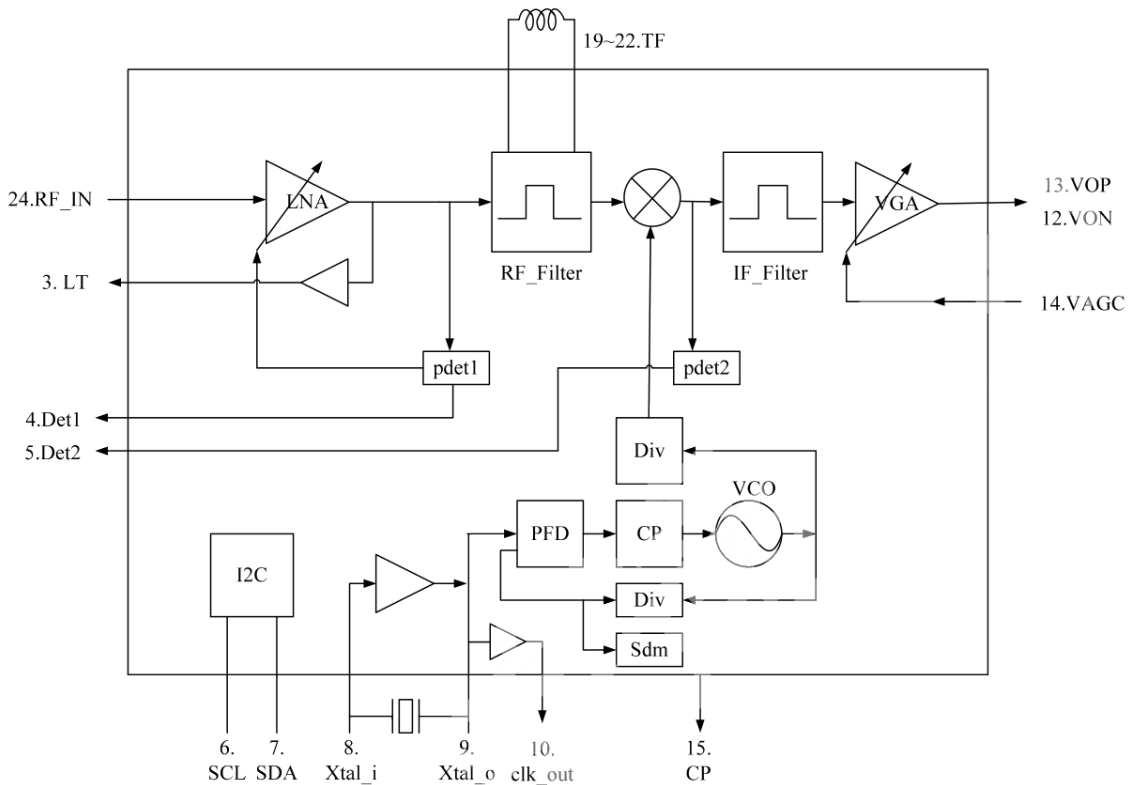 19~22.TF
24.RF_IN
LNA
RF_Filter
IF_Filter
VGA
13.VOP
12.VON
3. LT
14.VAGC
pdet1
pdet2
4.Det1
5.Det2
Div
VCO
PFD
CP
I2C
Div
Sdm
6.
SCL
7.
SDA
8.
Xtal_i
9.
Xtal_o
10.
clk_out
15.
CP